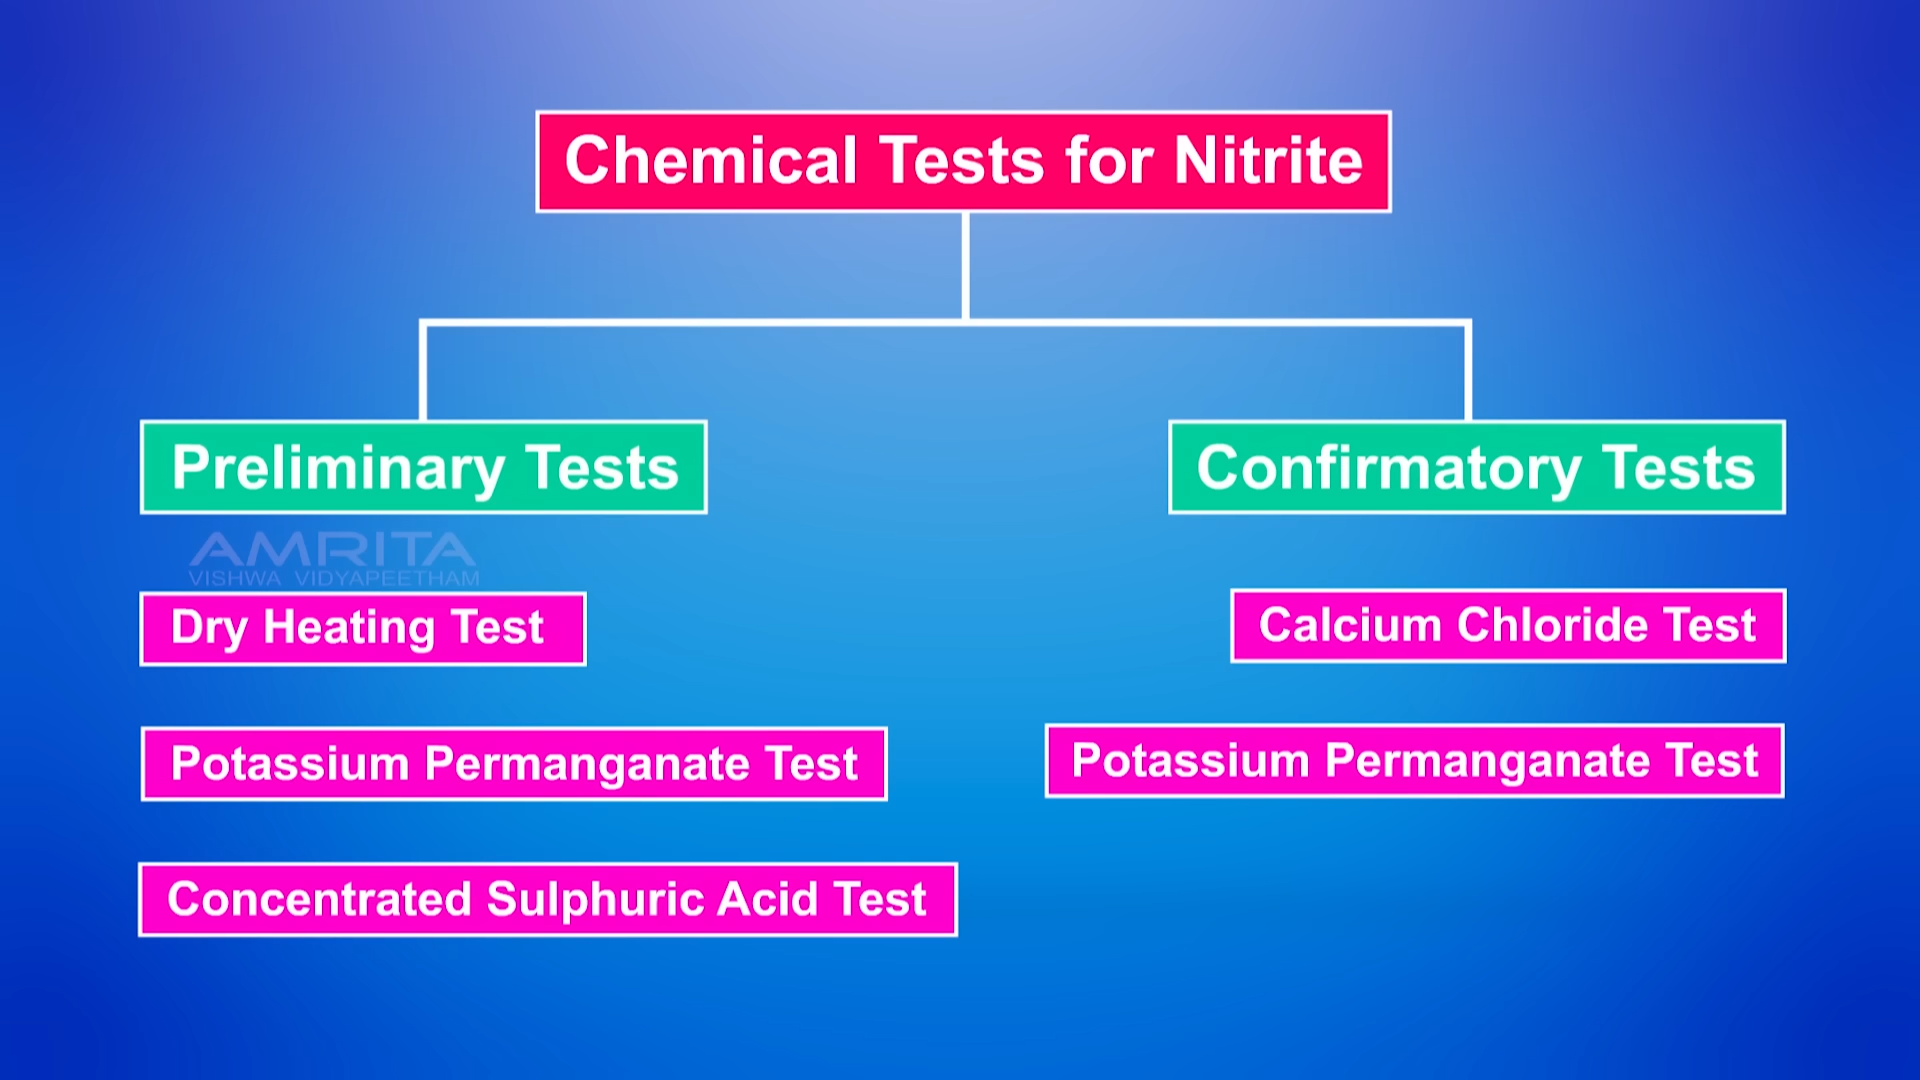 Chemical Tests for Nitrite
Preliminary Tests
Confirmatory Tests
AMRITA
VISHWA VIDYAPEETHAM
Dry Heating Test
Calcium Chloride Test
Potassium Permanganate Test
Potassium Permanganate Test
Concentrated Sulphuric Acid Test